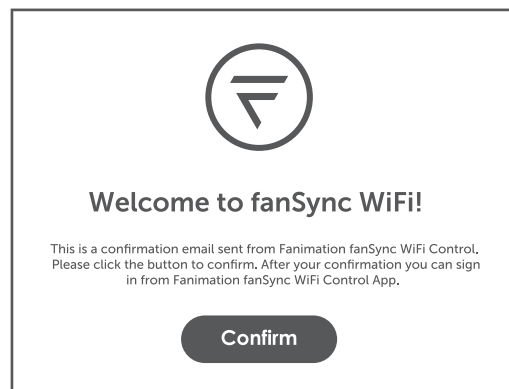 Welcome to fanSync WiFi!
This is a confirmation email sent from Fanimation fanSync WiFi Control.
Please click the button to confirm. After your confirmation you can sign
in from Fanimation fanSync WiFi Control App.
Confirm